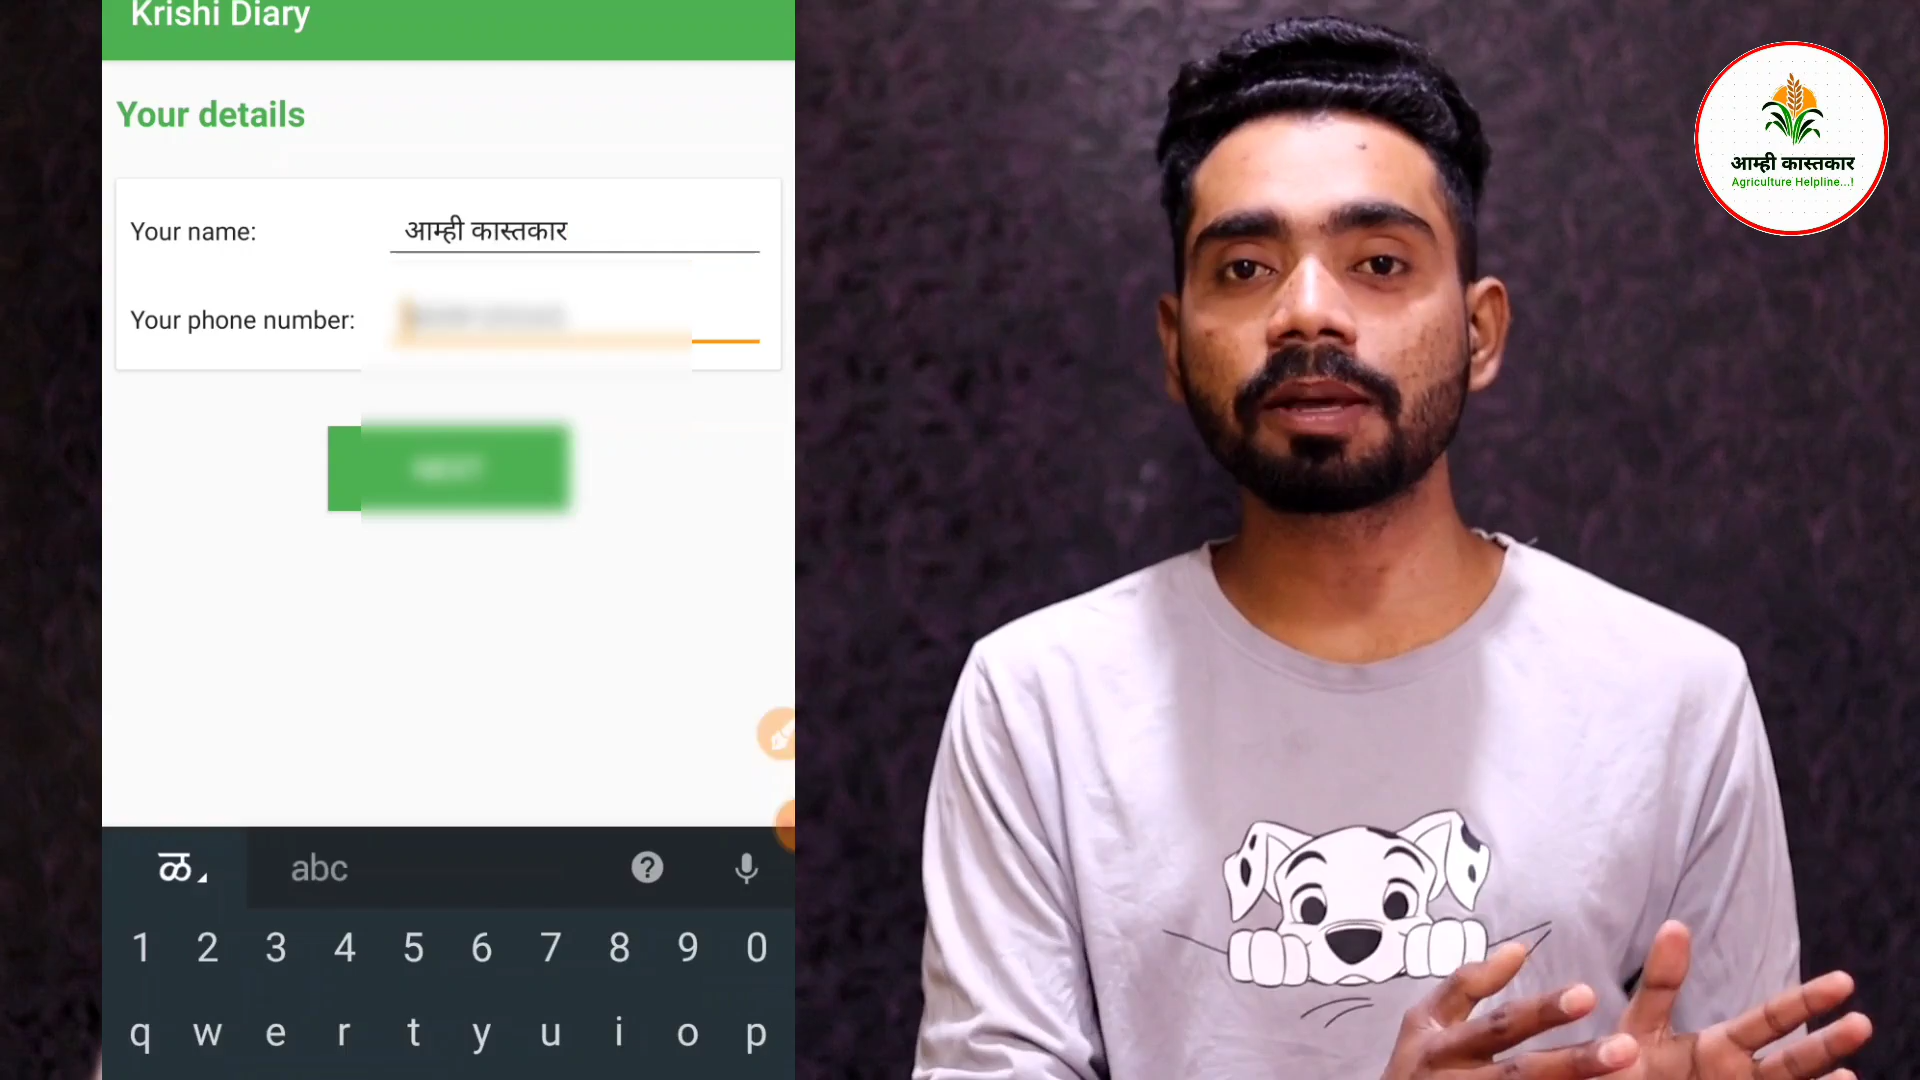 Krishi Diary
Your details
Your name:
आम्ही कास्तकार
Your phone number:
ळ
abc
?
1 2 3 4 5 6 7 8 9 0
q w e r t y u i o p
आम्ही कास्तकार
Agriculture Helpline...!